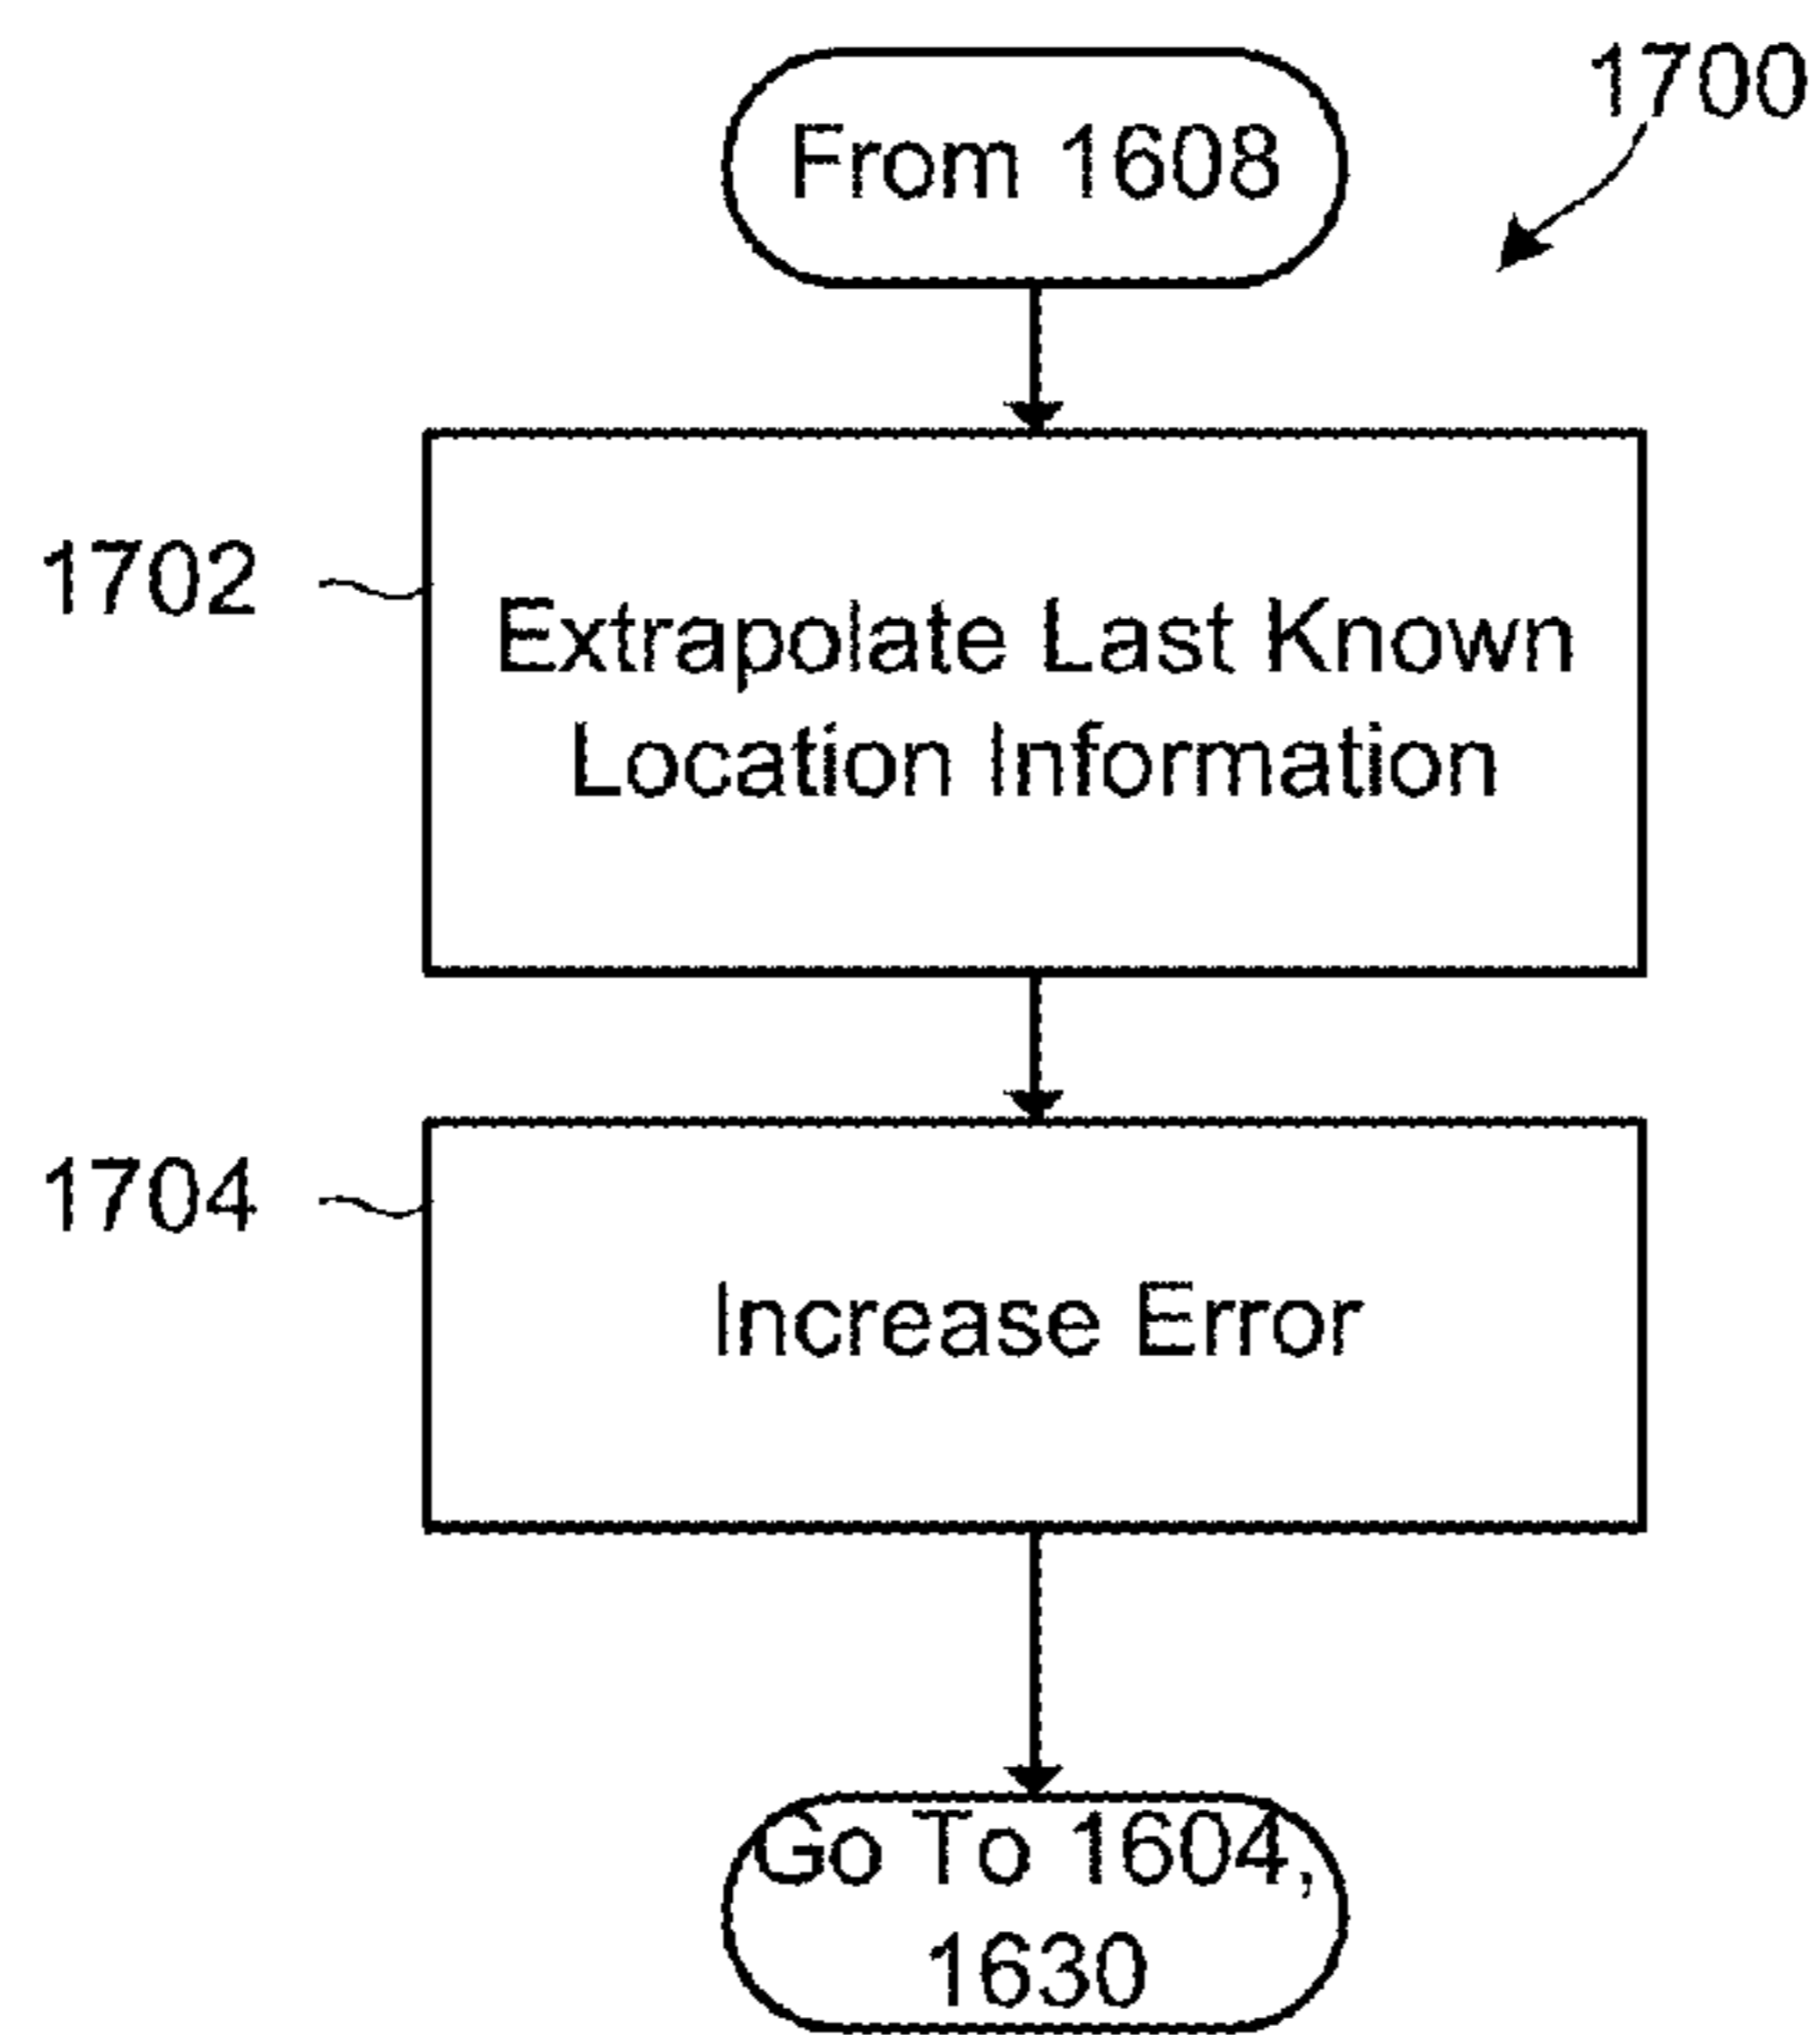 1700
From 1608
1702
Extrapolate Last Known
Location Information
1704
Increase Error
Go To 1604,
1630